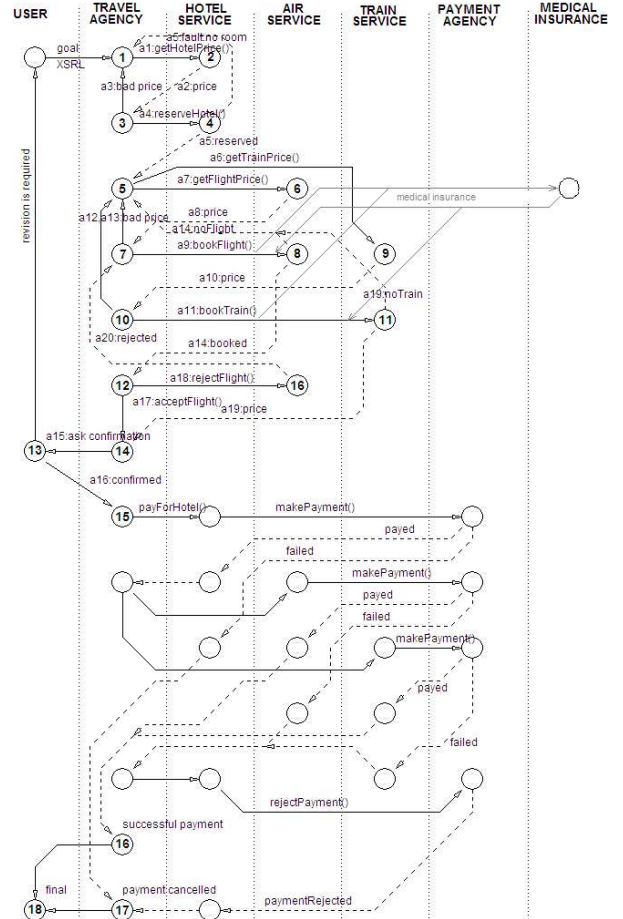 USER
TRAVEL AGENCY
HOTEL SERVICE
AIR SERVICE
TRAIN SERVICE
PAYMENT AGENCY
MEDICAL INSURANCE
a5:fault:no room
goal
XSRL
1
a1:getHotelPrice()
2
a3:bad price
a2:price
a4:reserveHotel()
3
4
a5:reserved
a6:getTrainPrice()
a7:getFlightPrice()
5
6
medical insurance
revision is required
a12,a13:bad price
a8:price
a14:noFlight
a9:bookFlight()
7
8
9
a10:price
a19:noTrain
a11:bookTrain()
10
11
a20:rejected
a14:booked
a18:rejectFlight()
12
16
a17:acceptFlight()
a19:price
a15:ask confirmation
13
14
a16:confirmed
15
payForHotel()
makePayment()
payed
failed
makePayment()
payed
failed
makePayment()
payed
failed
rejectPayment()
successful payment
16
final
payment cancelled
paymentRejected
18
17